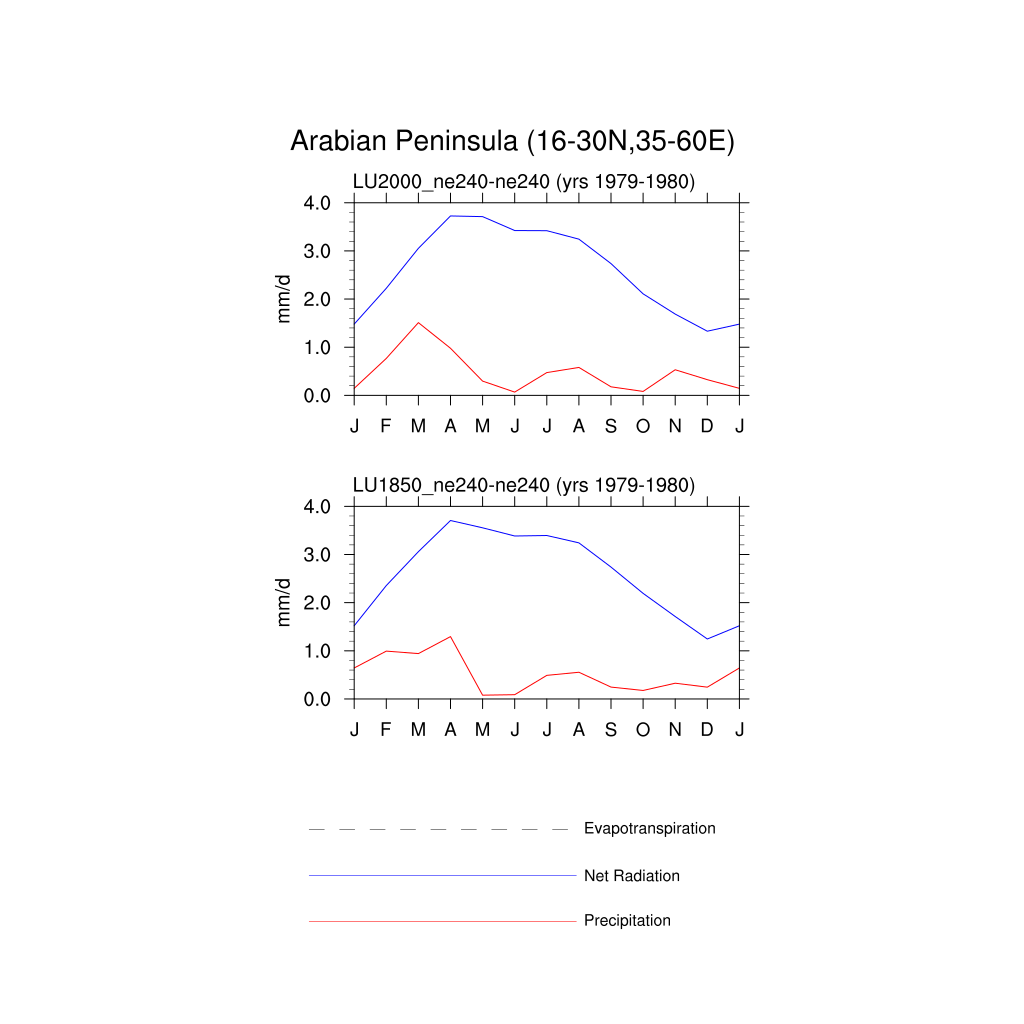 Arabian Peninsula (16-30N,35-60E)
LU2000_ne240-ne240 (yrs 1979-1980)
4.0
3.0
2.0
1.0
0.0
mm/d
J F M A M J J A S O N D J
LU1850_ne240-ne240 (yrs 1979-1980)
4.0
3.0
2.0
1.0
0.0
mm/d
J F M A M J J A S O N D J
Evapotranspiration
Net Radiation
Precipitation